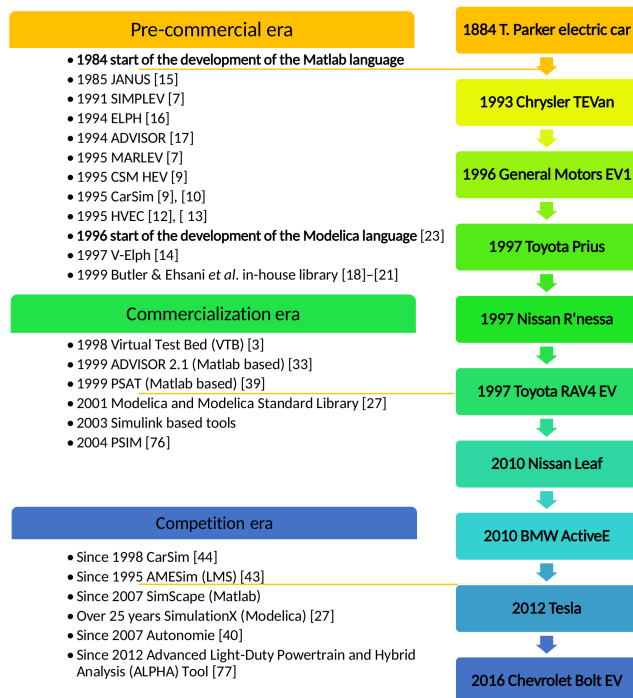 Pre-commercial era
• 1984 start of the development of the Matlab language
• 1985 JANUS [15]
• 1991 SIMPLEV [7]
• 1994 ELPH [16]
• 1994 ADVISOR [17]
• 1995 MARLEV [7]
• 1995 CSM HEV [9]
• 1995 CarSim [9], [10]
• 1995 HVEC [12], [ 13]
• 1996 start of the development of the Modelica language [23]
• 1997 V-Elph [14]
• 1999 Butler & Ehsani et al. in-house library [18]–[21]
Commercialization era
• 1998 Virtual Test Bed (VTB) [3]
• 1999 ADVISOR 2.1 (Matlab based) [33]
• 1999 PSAT (Matlab based) [39]
• 2001 Modelica and Modelica Standard Library [27]
• 2003 Simulink based tools
• 2004 PSIM [76]
Competition era
• Since 1998 CarSim [44]
• Since 1995 AMESim (LMS) [43]
• Since 2007 SimScape (Matlab)
• Over 25 years SimulationX (Modelica) [27]
• Since 2007 Autonomie [40]
• Since 2012 Advanced Light-Duty Powertrain and Hybrid
Analysis (ALPHA) Tool [77]
1884 T. Parker electric car
1993 Chrysler TEVan
1996 General Motors EV1
1997 Toyota Prius
1997 Nissan R'nessa
1997 Toyota RAV4 EV
2010 Nissan Leaf
2010 BMW ActiveE
2012 Tesla
2016 Chevrolet Bolt EV